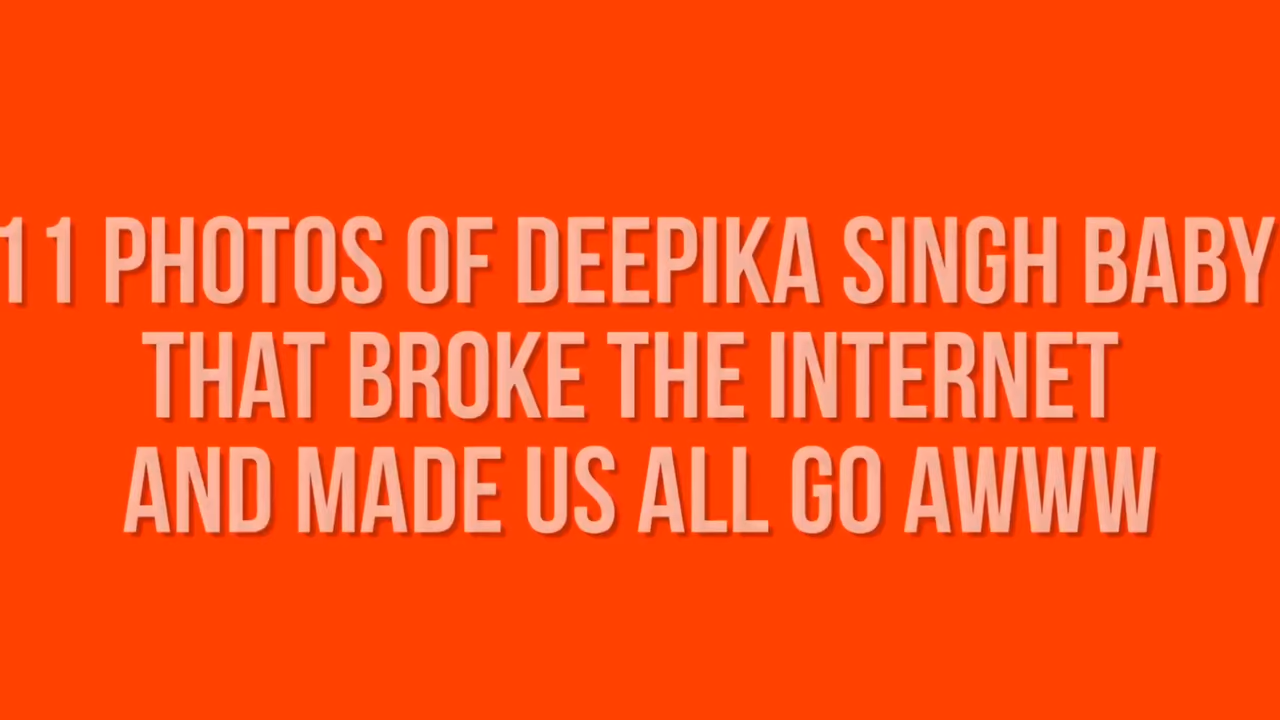 11 PHOTOS OF DEEPIKA SINGH BABY
THAT BROKE THE INTERNET
AND MADE US ALL GO AWWW